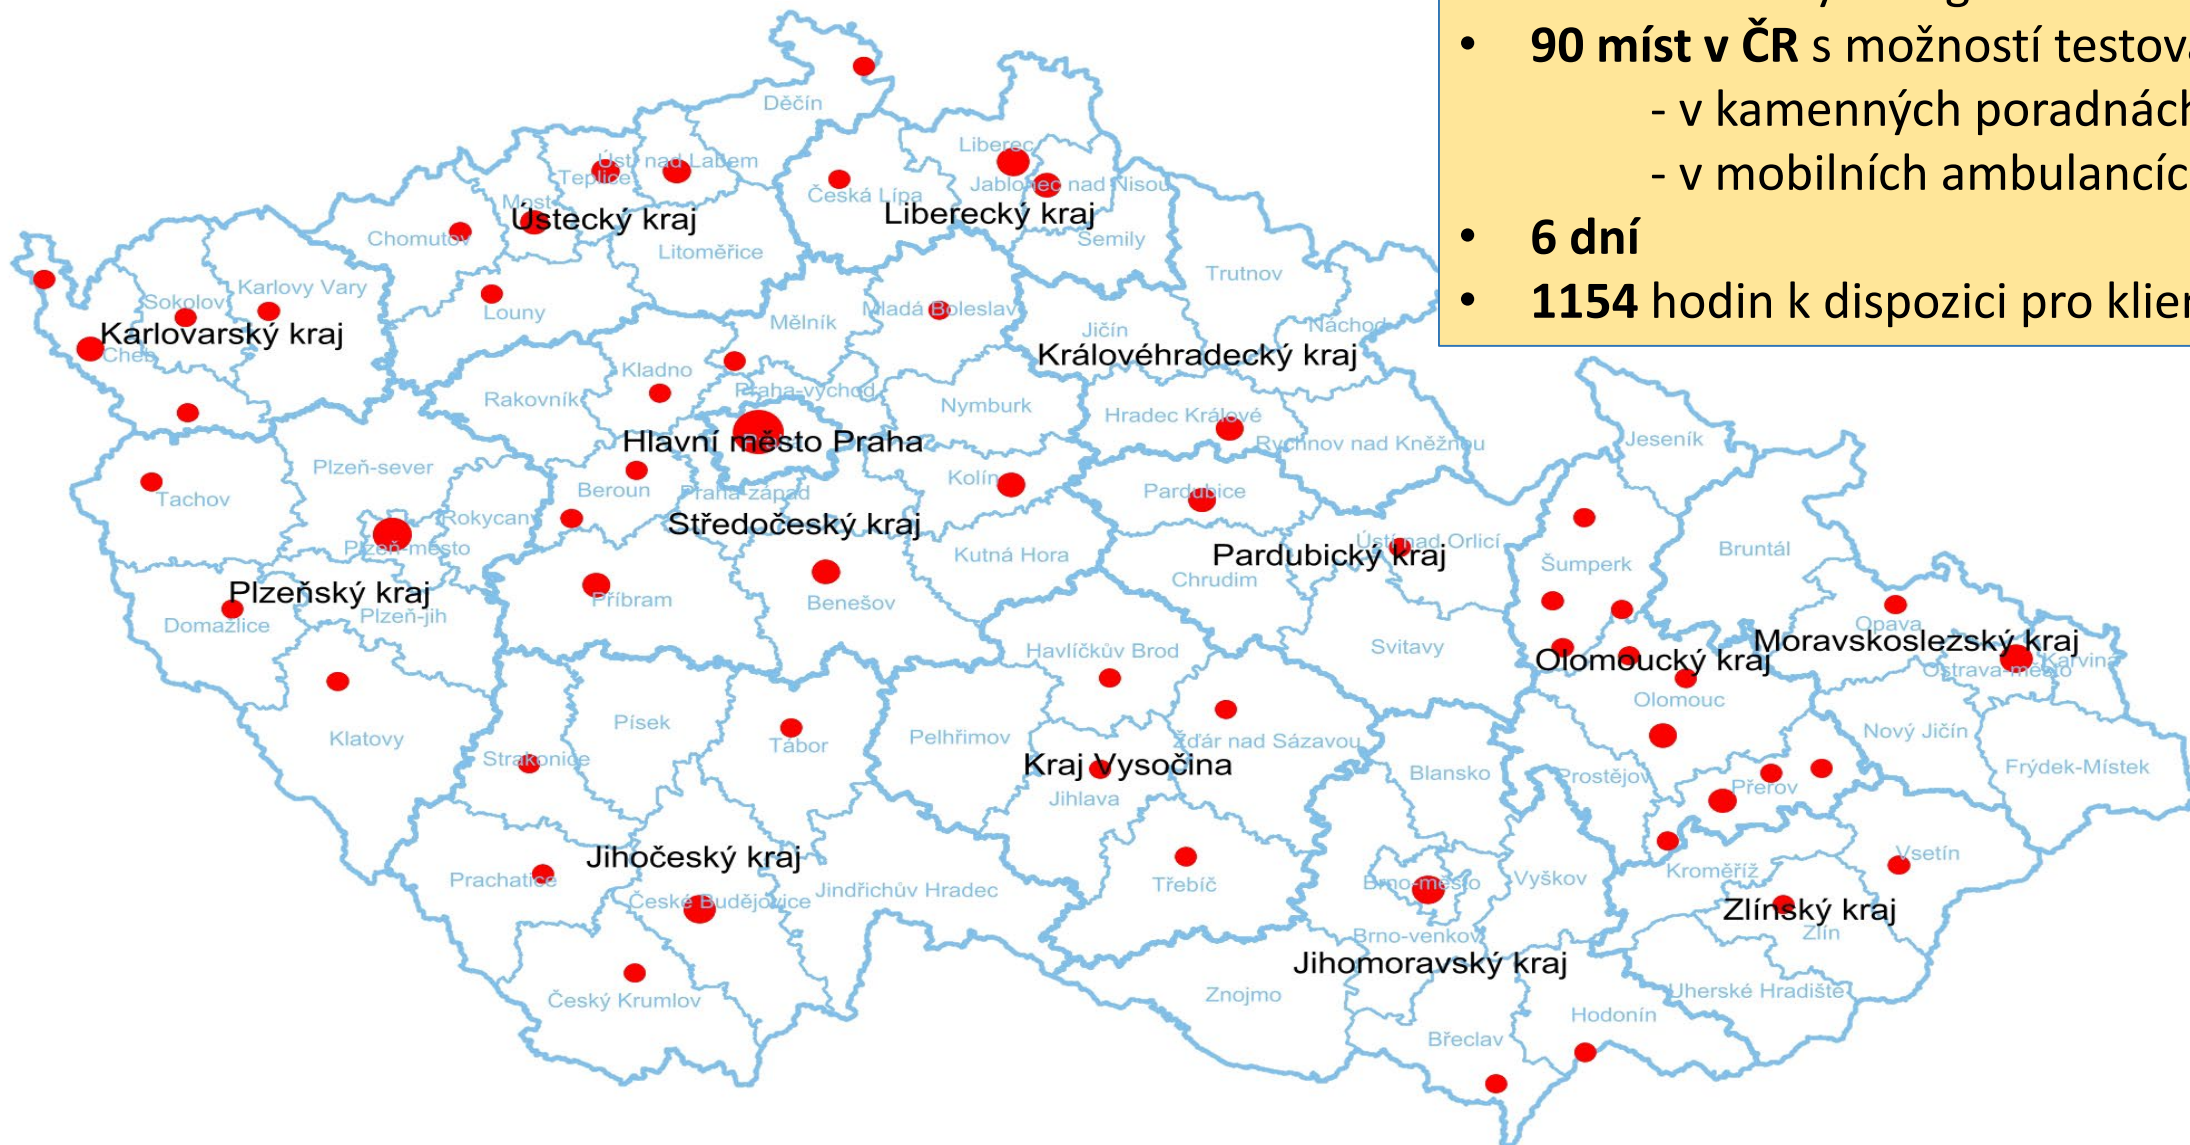 • 90 míst v ČR s možností
- v kamenných
- v mobilních
• 6 dní
• 1154 hodin k dispozici pro
Děčín
Liberec
Ústí nad Labem
Teplice
Jablonec nad Nisou
Česká Lípa
Most
Ústecký kraj
Liberecký kraj
Chomutov
Semily
Litoměřice
Trutnov
Karlovy Vary
Sokolov
Mladá Boleslav
Louny
Mělník
Jičín
Náchod
Karlovarský kraj
Cheb
Královéhradecký kraj
Kladno
Praha-východ
Rakovník
Nymburk
Hradec Králové
Hlavní město Praha
Rychnov nad Kněžnou
Jeseník
Plzeň-sever
Kolín
Beroun
Praha-západ
Pardubice
Tachov
Rokycany
Středočeský kraj
Ústí nad Orlicí
Plzeň-město
Kutná Hora
Pardubický kraj
Bruntál
Šumperk
Chrudim
Plzeňský kraj
Příbram
Benešov
Plzeň-jih
Domažlice
Opava
Moravskoslezský kraj
Svitavy
Havlíčkův Brod
Olomoucký kraj
Karviná
Ostrava-město
Olomouc
Písek
Klatovy
Pelhřimov
Žďár nad Sázavou
Nový Jičín
Tábor
Strakonice
Kraj Vysočina
Blansko
Prostějov
Frýdek-Místek
Přerov
Jihlava
Jihočeský kraj
Vsetín
Kroměříž
Prachatice
Vyškov
Třebíč
Brno-město
Jindřichův Hradec
České Budějovice
Zlínský kraj
Zlín
Brno-venkov
Jihomoravský kraj
Uherské Hradiště
Znojmo
Český Krumlov
Hodonín
Břeclav